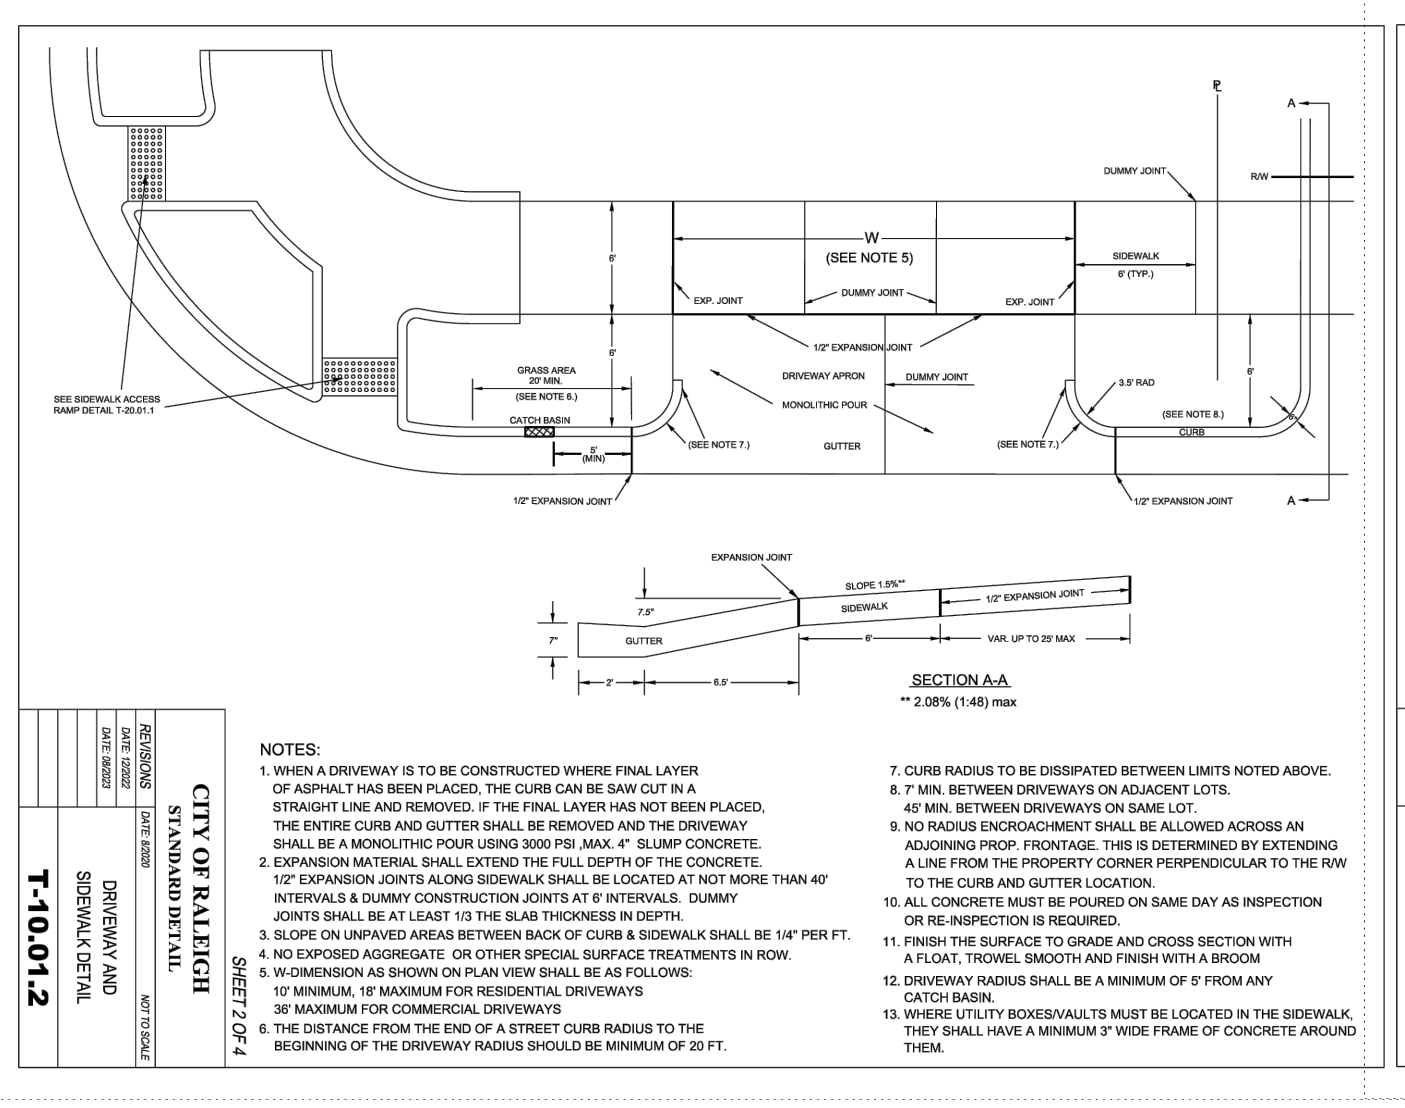 P
L
A
DUMMY JOINT
R/W
W
(SEE NOTE 5)
SIDEWALK
6' (TYP.)
6'
DUMMY JOINT
EXP. JOINT
EXP. JOINT
1/2" EXPANSION JOINT
6'
GRASS AREA
20' MIN.
(SEE NOTE 6.)
DRIVEWAY APRON
DUMMY JOINT
3.5' RAD
6'
SEE SIDEWALK ACCESS
RAMP DETAIL T-20.01.1
MONOLITHIC POUR
(SEE NOTE 8.)
6"
CATCH BASIN
CURB
5'
(MIN)
(SEE NOTE 7.)
GUTTER
(SEE NOTE 7.)
1/2" EXPANSION JOINT
1/2" EXPANSION JOINT
A
EXPANSION JOINT
SLOPE 1.5%**
7.5"
SIDEWALK
1/2" EXPANSION JOINT
7"
GUTTER
6'
VAR. UP TO 25' MAX
2'
6.5'
SECTION A-A
** 2.08% (1:48) max
NOTES:
1. WHEN A DRIVEWAY IS TO BE CONSTRUCTED WHERE FINAL LAYER
OF ASPHALT HAS BEEN PLACED, THE CURB CAN BE SAW CUT IN A
STRAIGHT LINE AND REMOVED. IF THE FINAL LAYER HAS NOT BEEN PLACED,
THE ENTIRE CURB AND GUTTER SHALL BE REMOVED AND THE DRIVEWAY
SHALL BE A MONOLITHIC POUR USING 3000 PSI ,MAX. 4" SLUMP CONCRETE.
2. EXPANSION MATERIAL SHALL EXTEND THE FULL DEPTH OF THE CONCRETE.
1/2" EXPANSION JOINTS ALONG SIDEWALK SHALL BE LOCATED AT NOT MORE THAN 40'
INTERVALS & DUMMY CONSTRUCTION JOINTS AT 6' INTERVALS. DUMMY
JOINTS SHALL BE AT LEAST 1/3 THE SLAB THICKNESS IN DEPTH.
3. SLOPE ON UNPAVED AREAS BETWEEN BACK OF CURB & SIDEWALK SHALL BE 1/4" PER FT.
4. NO EXPOSED AGGREGATE OR OTHER SPECIAL SURFACE TREATMENTS IN ROW.
5. W-DIMENSION AS SHOWN ON PLAN VIEW SHALL BE AS FOLLOWS:
10' MINIMUM, 18' MAXIMUM FOR RESIDENTIAL DRIVEWAYS
36' MAXIMUM FOR COMMERCIAL DRIVEWAYS
6. THE DISTANCE FROM THE END OF A STREET CURB RADIUS TO THE
BEGINNING OF THE DRIVEWAY RADIUS SHOULD BE MINIMUM OF 20 FT.
7. CURB RADIUS TO BE DISSIPATED BETWEEN LIMITS NOTED ABOVE.
8. 7' MIN. BETWEEN DRIVEWAYS ON ADJACENT LOTS.
45' MIN. BETWEEN DRIVEWAYS ON SAME LOT.
9. NO RADIUS ENCROACHMENT SHALL BE ALLOWED ACROSS AN
ADJOINING PROP. FRONTAGE. THIS IS DETERMINED BY EXTENDING
A LINE FROM THE PROPERTY CORNER PERPENDICULAR TO THE R/W
TO THE CURB AND GUTTER LOCATION.
10. ALL CONCRETE MUST BE POURED ON SAME DAY AS INSPECTION
OR RE-INSPECTION IS REQUIRED.
11. FINISH THE SURFACE TO GRADE AND CROSS SECTION WITH
A FLOAT, TROWEL SMOOTH AND FINISH WITH A BROOM
12. DRIVEWAY RADIUS SHALL BE A MINIMUM OF 5' FROM ANY
CATCH BASIN.
13. WHERE UTILITY BOXES/VAULTS MUST BE LOCATED IN THE SIDEWALK,
THEY SHALL HAVE A MINIMUM 3" WIDE FRAME OF CONCRETE AROUND
THEM.
SHEET 2 OF 4
CITY OF RALEIGH
STANDARD DETAIL
REVISIONS
DATE: 8/2020
NOT TO SCALE
DATE: 12/2022
DATE: 08/2023
DRIVEWAY AND
SIDEWALK DETAIL
T-10.01.2